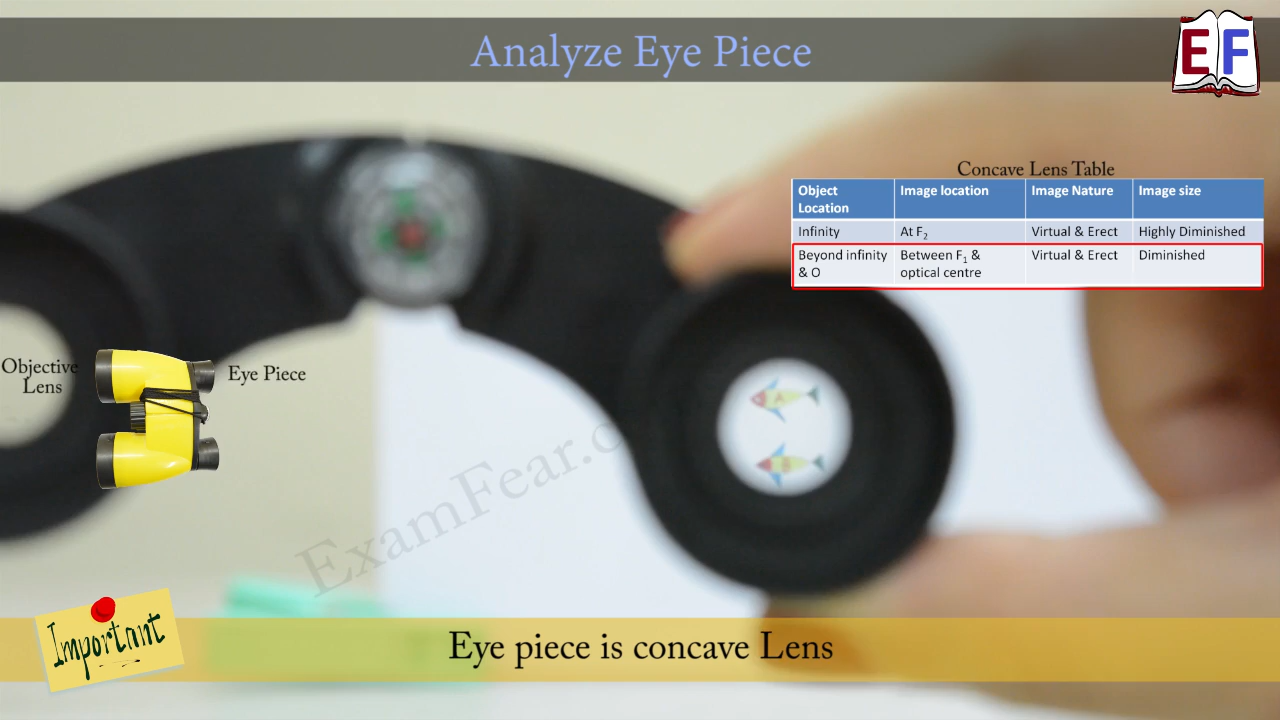 Analyze Eye Piece
E F
Concave Lens Table
Object Location Image location Image Nature Image size
Infinity At F2 Virtual & Erect Highly Diminished
Beyond infinity & O Between F1 & optical centre Virtual & Erect Diminished
Objective
Lens
Eye Piece
A
B
ExamFear.c
Important
Eye piece is concave Lens